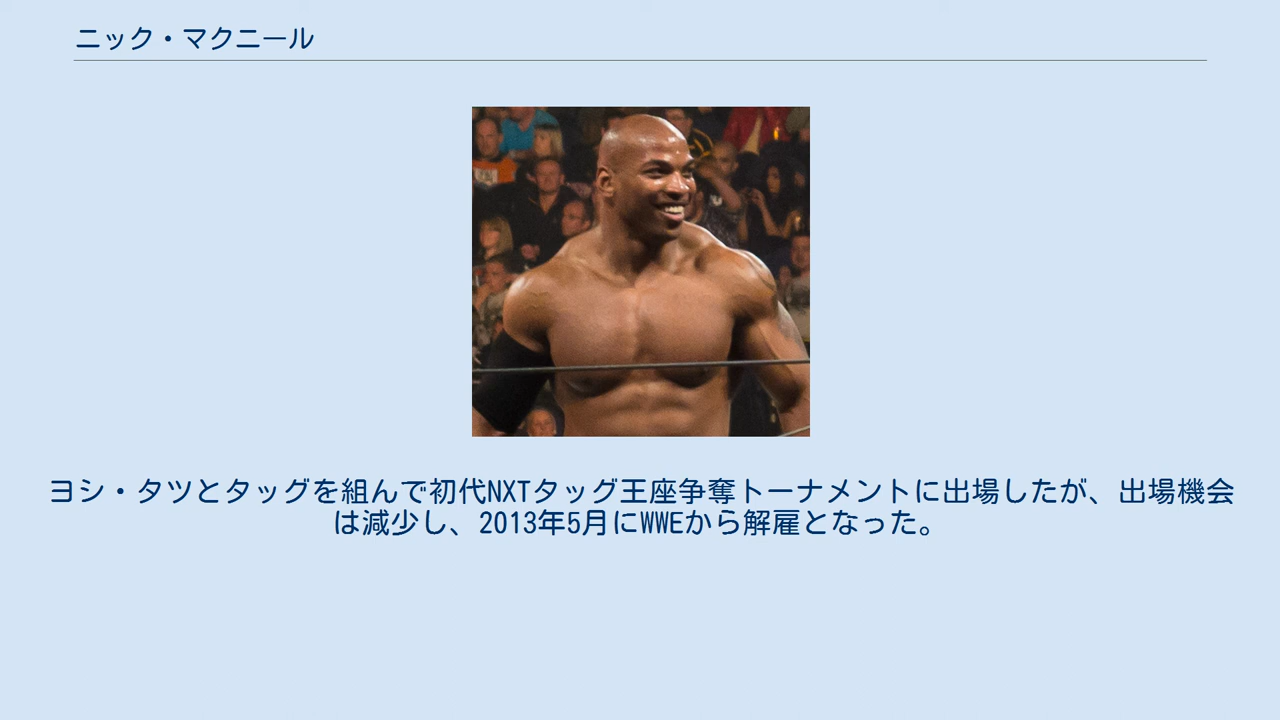 ニック・マクニール
ヨシ・タツとタッグを組んで初代NXTタッグ王座争奪トーナメントに出場したが、出場機会
は減少し、2013年5月にWWEから解雇となった。